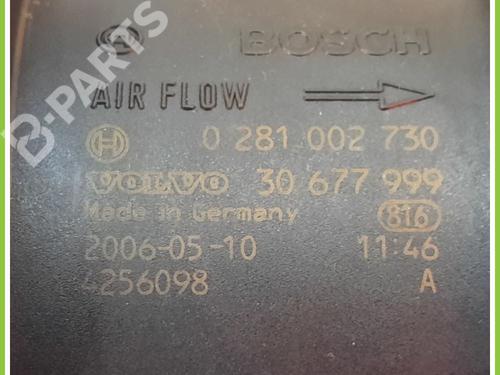 BOSCH
AIR FLOW
0 281 002 730
VOLVO 30 677 999
Made in Germany 816
2006-05-10 11:46
4256098 A
B-PARTS